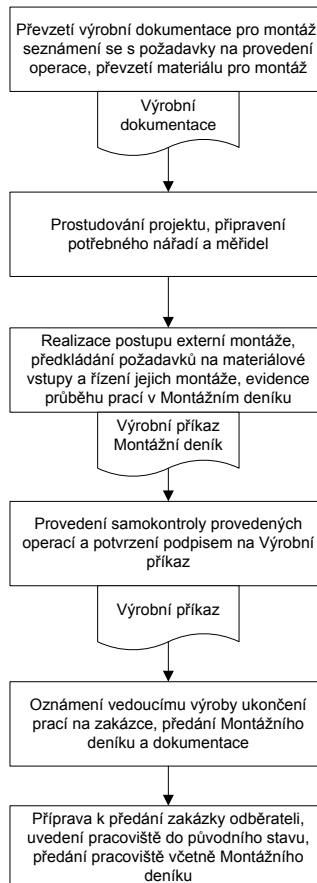 Převzetí výrobní dokumentace pro montáž
seznámení se s požadavky na provedení
operace, převzetí materiálu pro montáž
Výrobní
dokumentace
Prostudování projektu, připravení
potřebného nářadí a měřidel
Realizace postupu externí montáže,
předkládání požadavků na materiálové
vstupy a řízení jejich montáže, evidence
průběhu prací v Montážním deníku
Výrobní příkaz
Montážní deník
Provedení samokontroly provedených
operací a potvrzení podpisem na Výrobní
příkaz
Výrobní příkaz
Oznámení vedoucímu výroby ukončení
prací na zakázce, předání Montážního
deníku a dokumentace
Příprava k předání zakázky odběrateli,
uvedení pracoviště do původního stavu,
předání pracoviště včetně Montážního
deníku